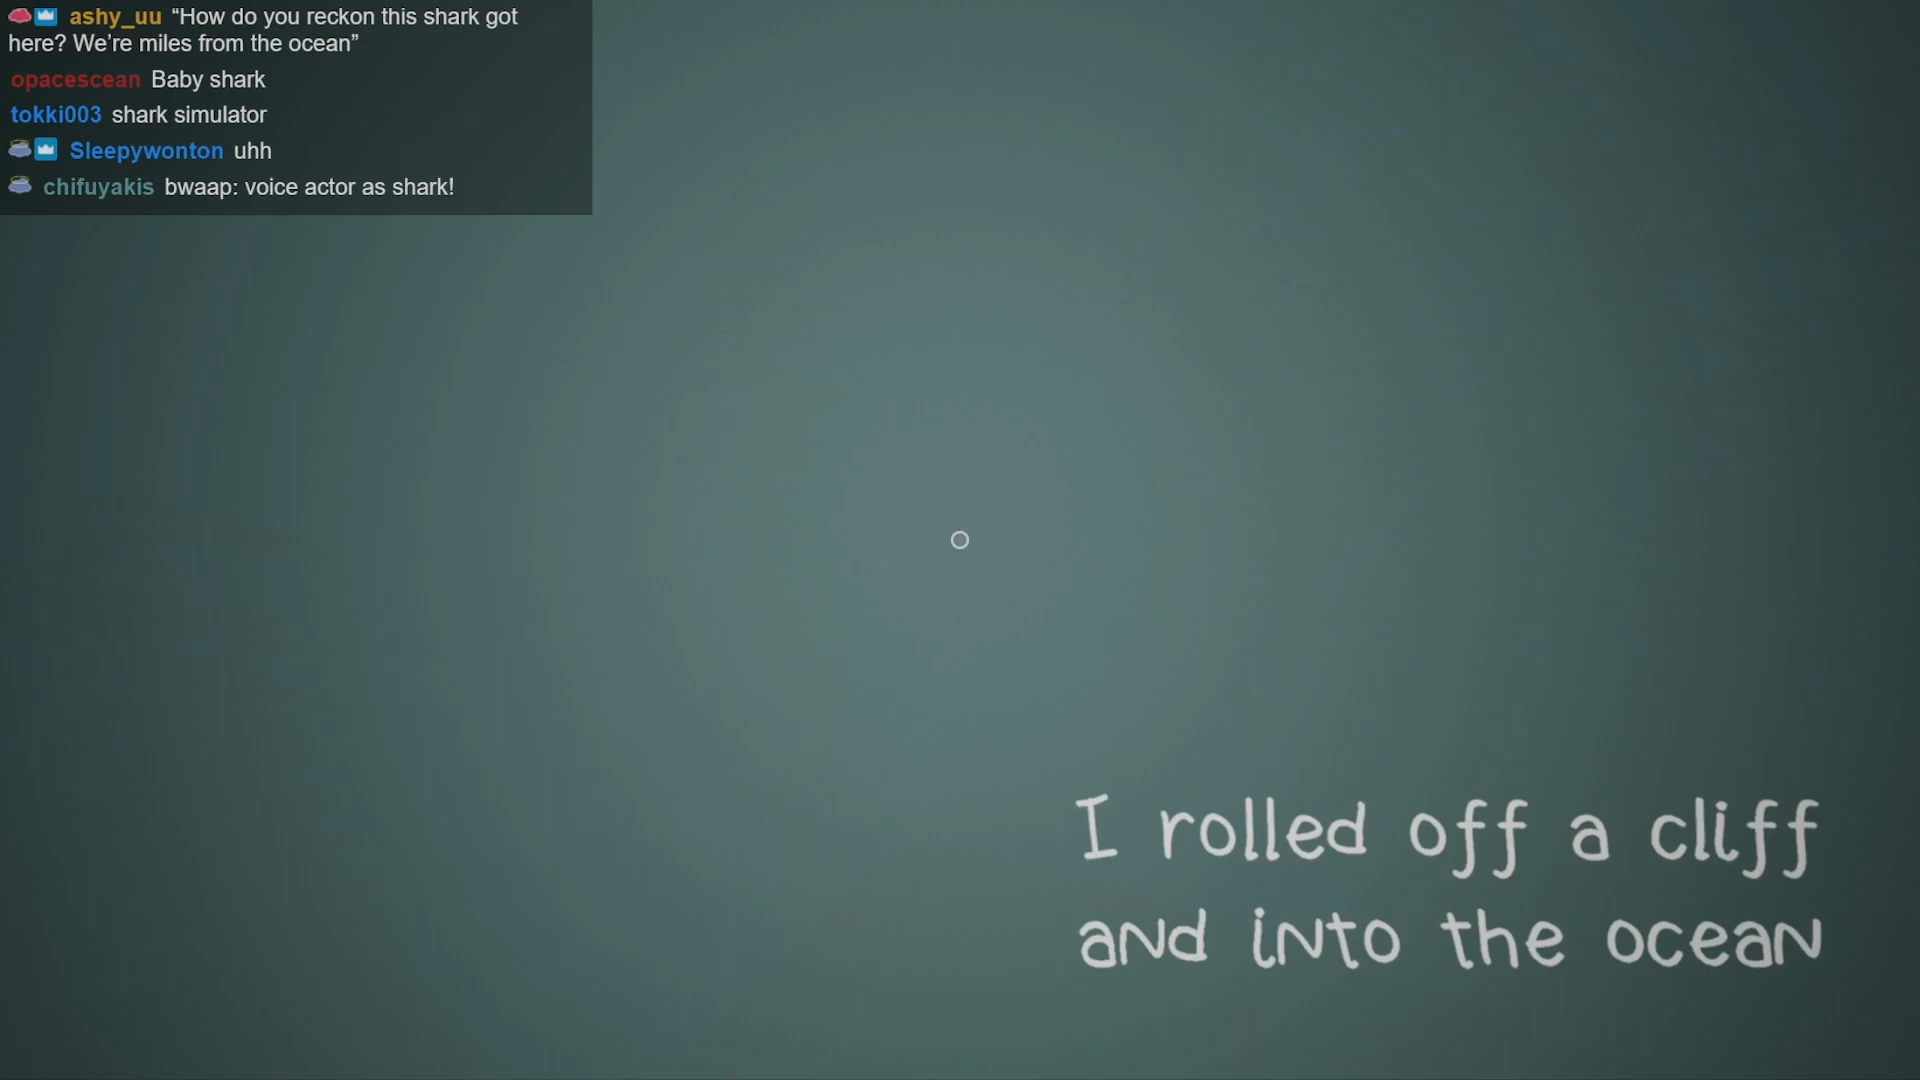 ashy_uu “How do you reckon this shark got
here? We’re miles from the ocean”
opacescean Baby shark
tokki003 shark simulator
Sleepywonton uhh
chifuyakis bwaap: voice actor as shark!
I rolled off a cliff
and into the ocean